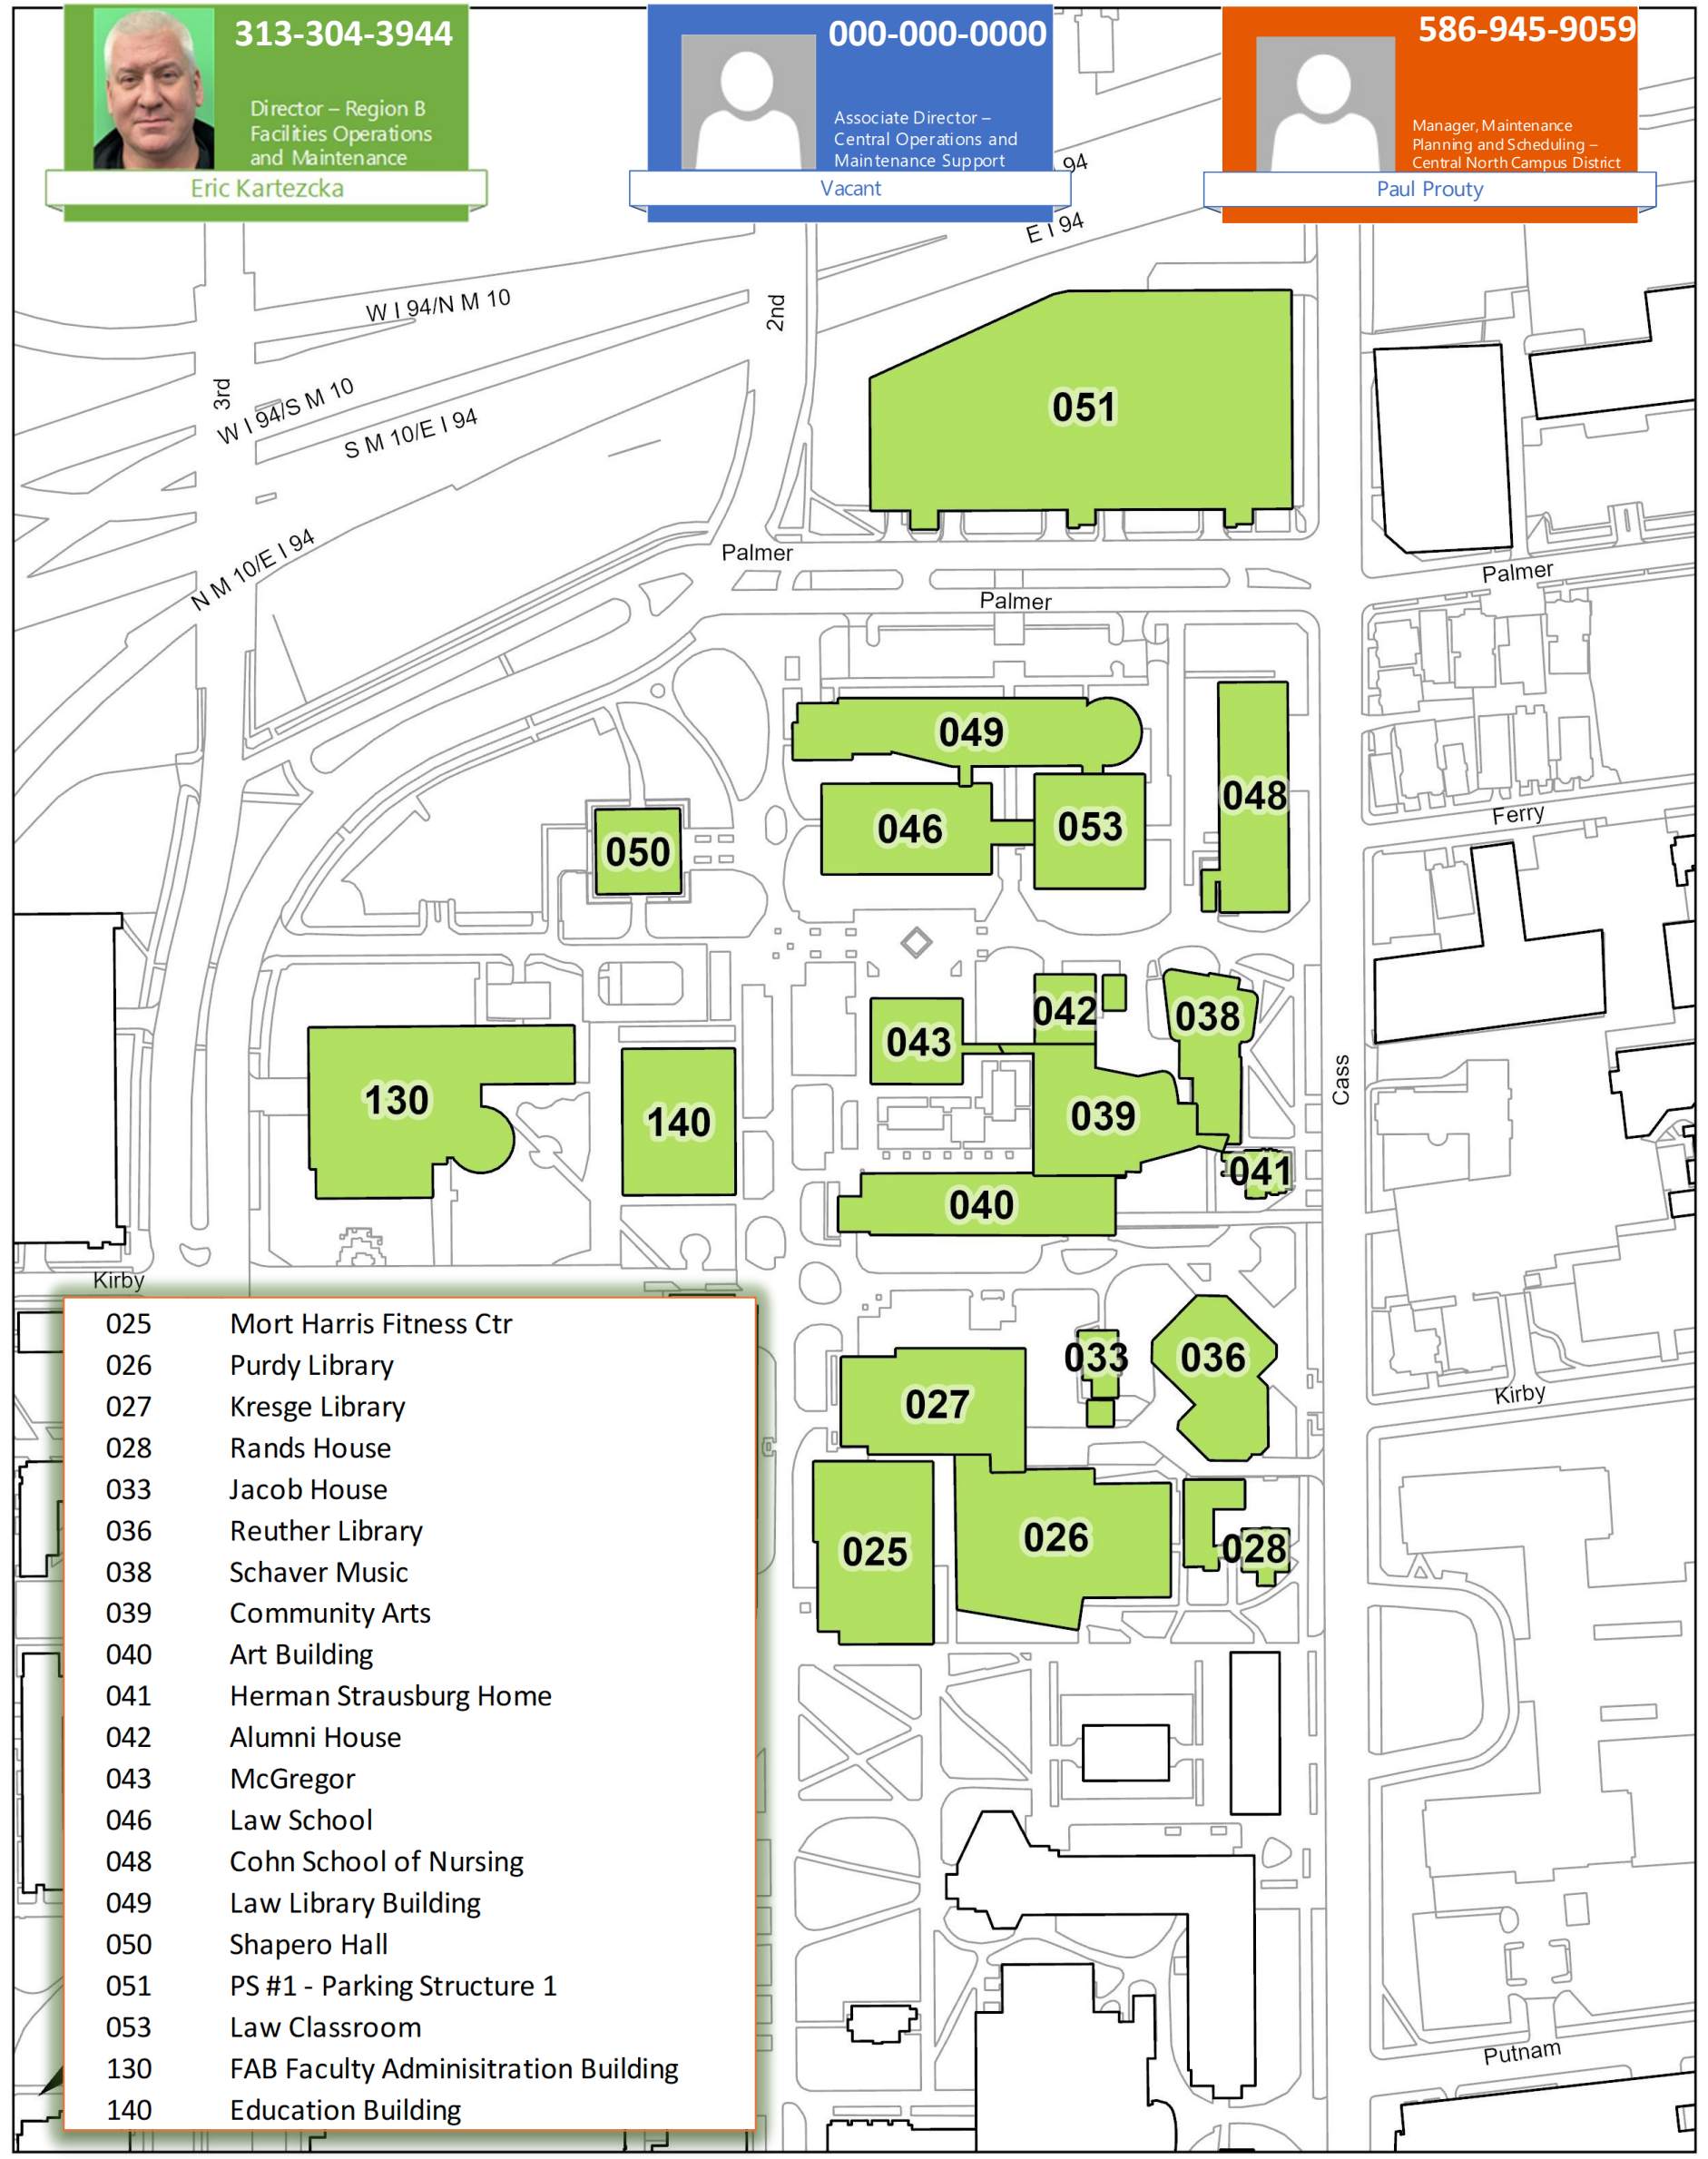 313-304-3944
Director – Region B
Facilities Operations
and Maintenance
Eric Kartezcka
000-000-0000
Associate Director –
Central Operations and
Maintenance Support
Vacant
586-945-9059
Manager, Maintenance
Planning and Scheduling –
Central North Campus District
Paul Prouty
94
E I 94
W I 94/N M 10
2nd
3rd
W I 94/S M 10
S M 10/E I 94
N M 10/E I 94
051
Palmer
Palmer
Palmer
049
048
046
053
050
Ferry
042
038
043
130
140
039
Cass
041
040
Kirby
033
036
027
Kirby
025
026
028
Putnam
025 Mort Harris Fitness Ctr
026 Purdy Library
027 Kresge Library
028 Rands House
033 Jacob House
036 Reuther Library
038 Schaver Music
039 Community Arts
040 Art Building
041 Herman Strausburg Home
042 Alumni House
043 McGregor
046 Law School
048 Cohn School of Nursing
049 Law Library Building
050 Shapero Hall
051 PS #1 - Parking Structure 1
053 Law Classroom
130 FAB Faculty Adminisitration Building
140 Education Building